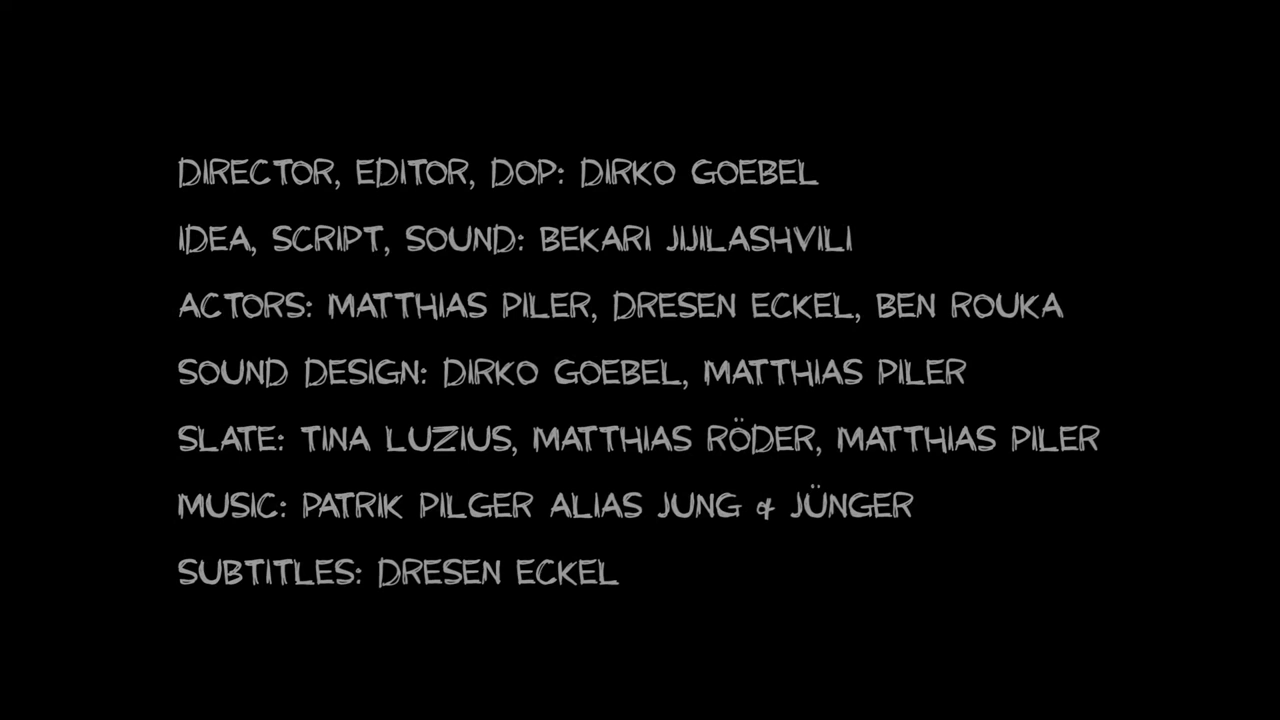 DIRECTOR, EDITOR, DOP: DIRKO GOEBEL
IDEA, SCRIPT, SOUND: BEKARI JIJILASHVILI
ACTORS: MATTHIAS PILER, DRESEN ECKEL, BEN ROUKA
SOUND DESIGN: DIRKO GOEBEL, MATTHIAS PILER
SLATE: TINA LUZIUS, MATTHIAS RÖDER, MATTHIAS PILER
MUSIC: PATRIK PILGER ALIAS JUNG & JÜNGER
SUBTITLES: DRESEN ECKEL